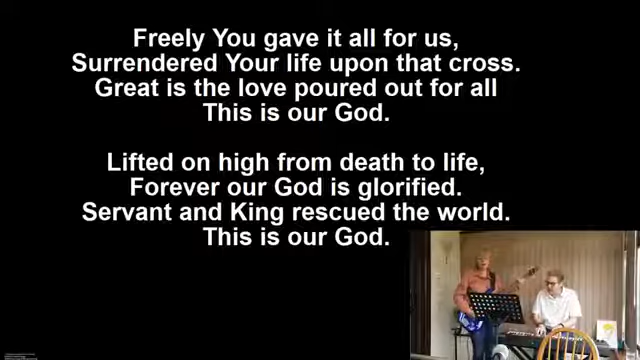 Freely You gave it all for us,
Surrendered Your life upon that cross.
Great is the love poured out for all
This is our God.
Lifted on high from death to life,
Forever our God is glorified.
Servant and King rescued the world.
This is our God.